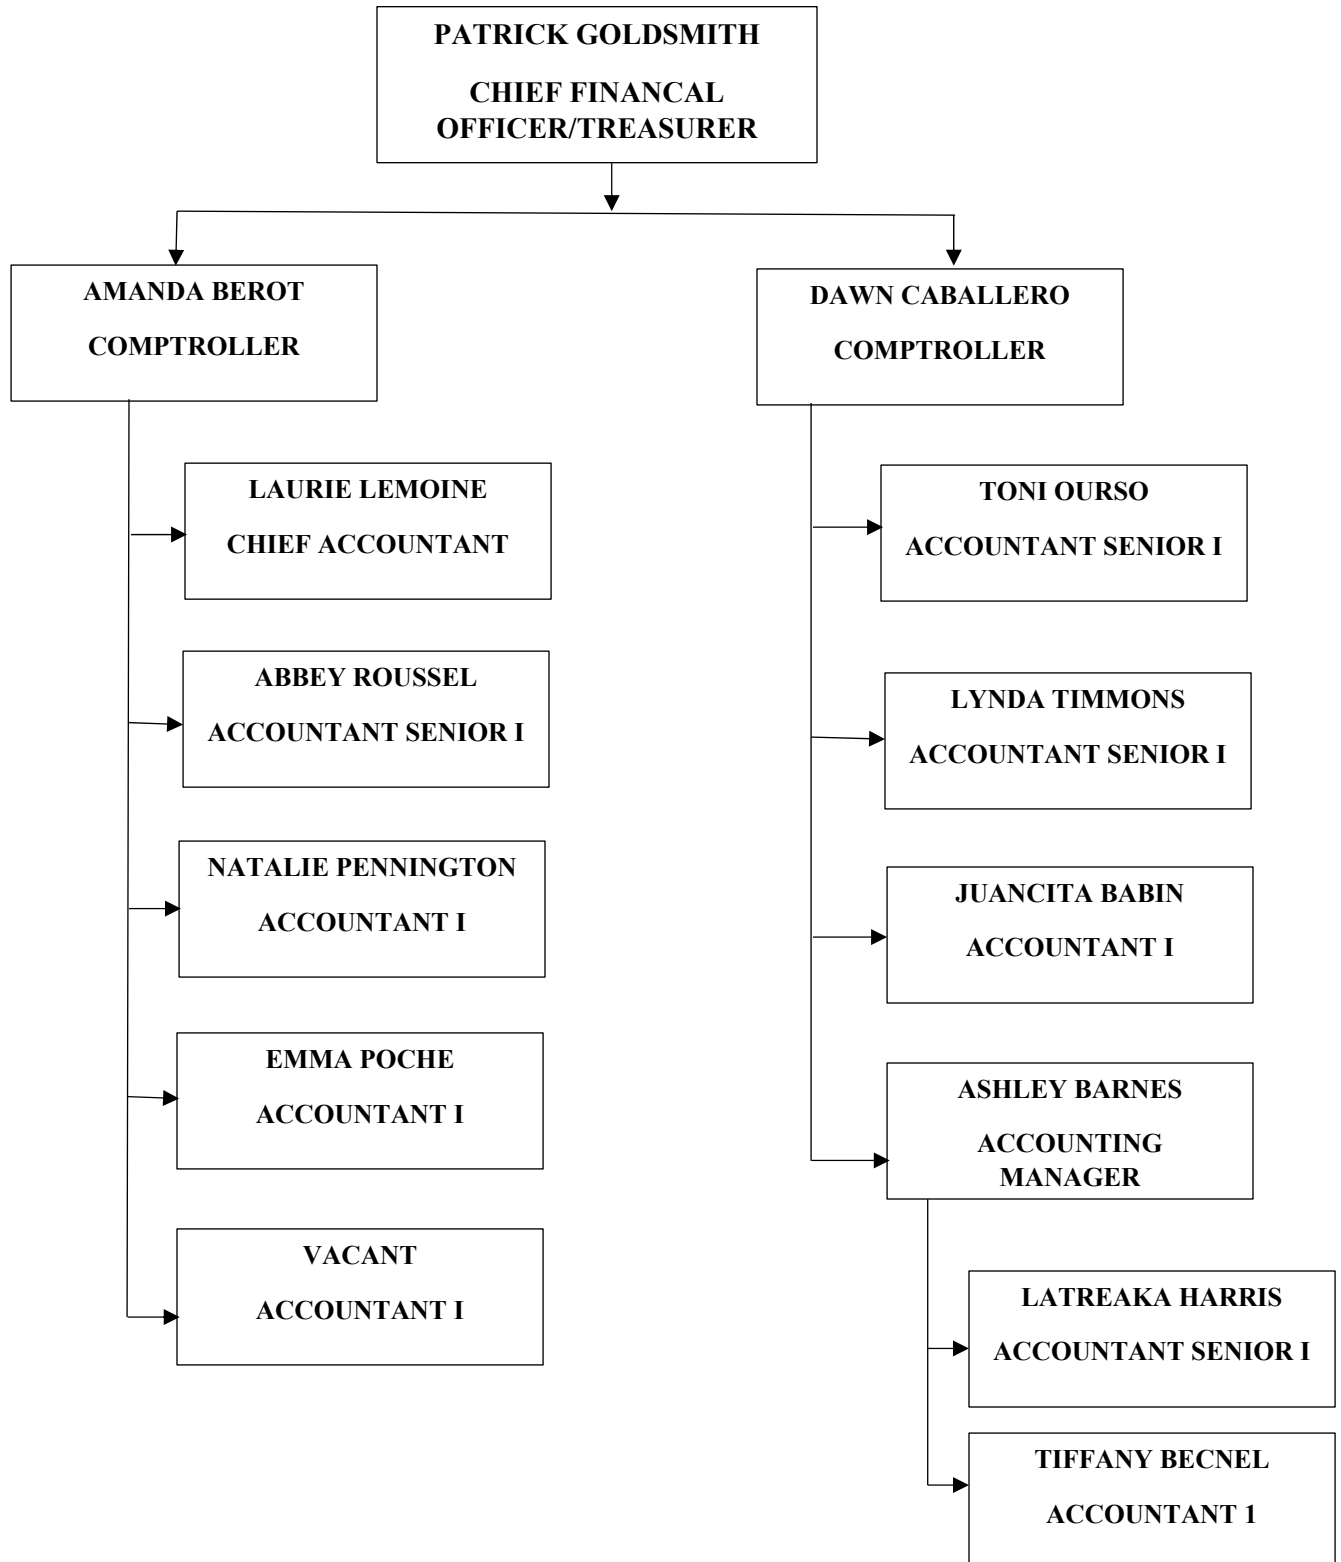 PATRICK GOLDSMITH
CHIEF FINANCAL
OFFICER/TREASURER
AMANDA BEROT
COMPTROLLER
DAWN CABALLERO
COMPTROLLER
LAURIE LEMOINE
CHIEF ACCOUNTANT
ABBEY ROUSSEL
ACCOUNTANT SENIOR I
NATALIE PENNINGTON
ACCOUNTANT I
EMMA POCHE
ACCOUNTANT I
VACANT
ACCOUNTANT I
TONI OURSO
ACCOUNTANT SENIOR I
LYNDA TIMMONS
ACCOUNTANT SENIOR I
JUANCITA BABIN
ACCOUNTANT I
ASHLEY BARNES
ACCOUNTING
MANAGER
LATREAKA HARRIS
ACCOUNTANT SENIOR I
TIFFANY BECNEL
ACCOUNTANT 1